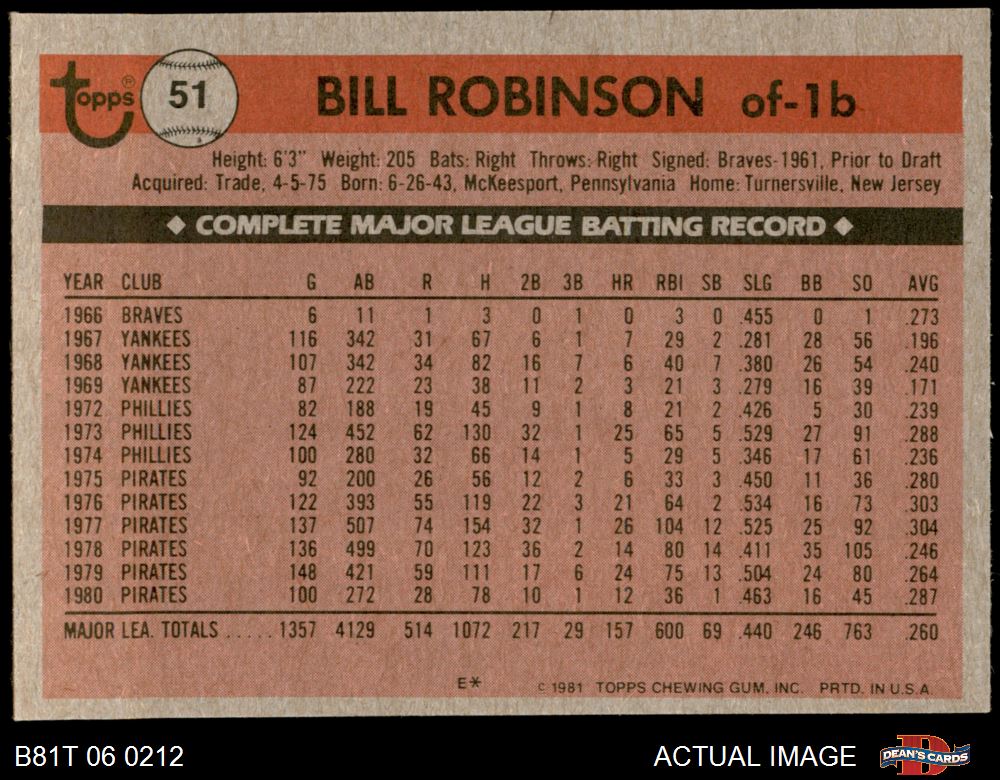 Topps ® 51 BILL ROBINSON of-1b
Height: 6'3" Weight: 205 Bats: Right Throws: Right Signed: Braves-1961, Prior to Draft
Acquired: Trade, 4-5-75 Born: 6-26-43, McKeesport, Pennsylvania Home: Turnersville, New Jersey
◆ COMPLETE MAJOR LEAGUE BATTING RECORD ◆
YEAR CLUB G AB R H 2B 3B HR RBI SB SLG BB SO AVG
1966 BRAVES 6 11 1 3 0 1 0 3 0 .455 0 1 .273
1967 YANKEES 116 342 31 67 6 1 7 29 2 .281 28 56 .196
1968 YANKEES 107 342 34 82 16 7 6 40 7 .380 26 54 .240
1969 YANKEES 87 222 23 38 11 2 3 21 3 .279 16 39 .171
1972 PHILLIES 82 188 19 45 9 1 8 21 2 .426 5 30 .239
1973 PHILLIES 124 452 62 130 32 1 25 65 5 .529 27 91 .288
1974 PHILLIES 100 280 32 66 14 1 5 29 5 .346 17 61 .236
1975 PIRATES 92 200 26 56 12 2 6 33 3 .450 11 36 .280
1976 PIRATES 122 393 55 119 22 3 21 64 2 .534 16 73 .303
1977 PIRATES 137 507 74 154 32 1 26 104 12 .525 25 92 .304
1978 PIRATES 136 499 70 123 36 2 14 80 14 .411 35 105 .246
1979 PIRATES 148 421 59 111 17 6 24 75 13 .504 24 80 .264
1980 PIRATES 100 272 28 78 10 1 12 36 1 .463 16 45 .287
MAJOR LEA. TOTALS ..... 1357 4129 514 1072 217 29 157 600 69 .440 246 763 .260
E* © 1981 TOPPS CHEWING GUM, INC. PRTD. IN U.S.A.
B81T 06 0212 ACTUAL IMAGE DEAN'S CARDS